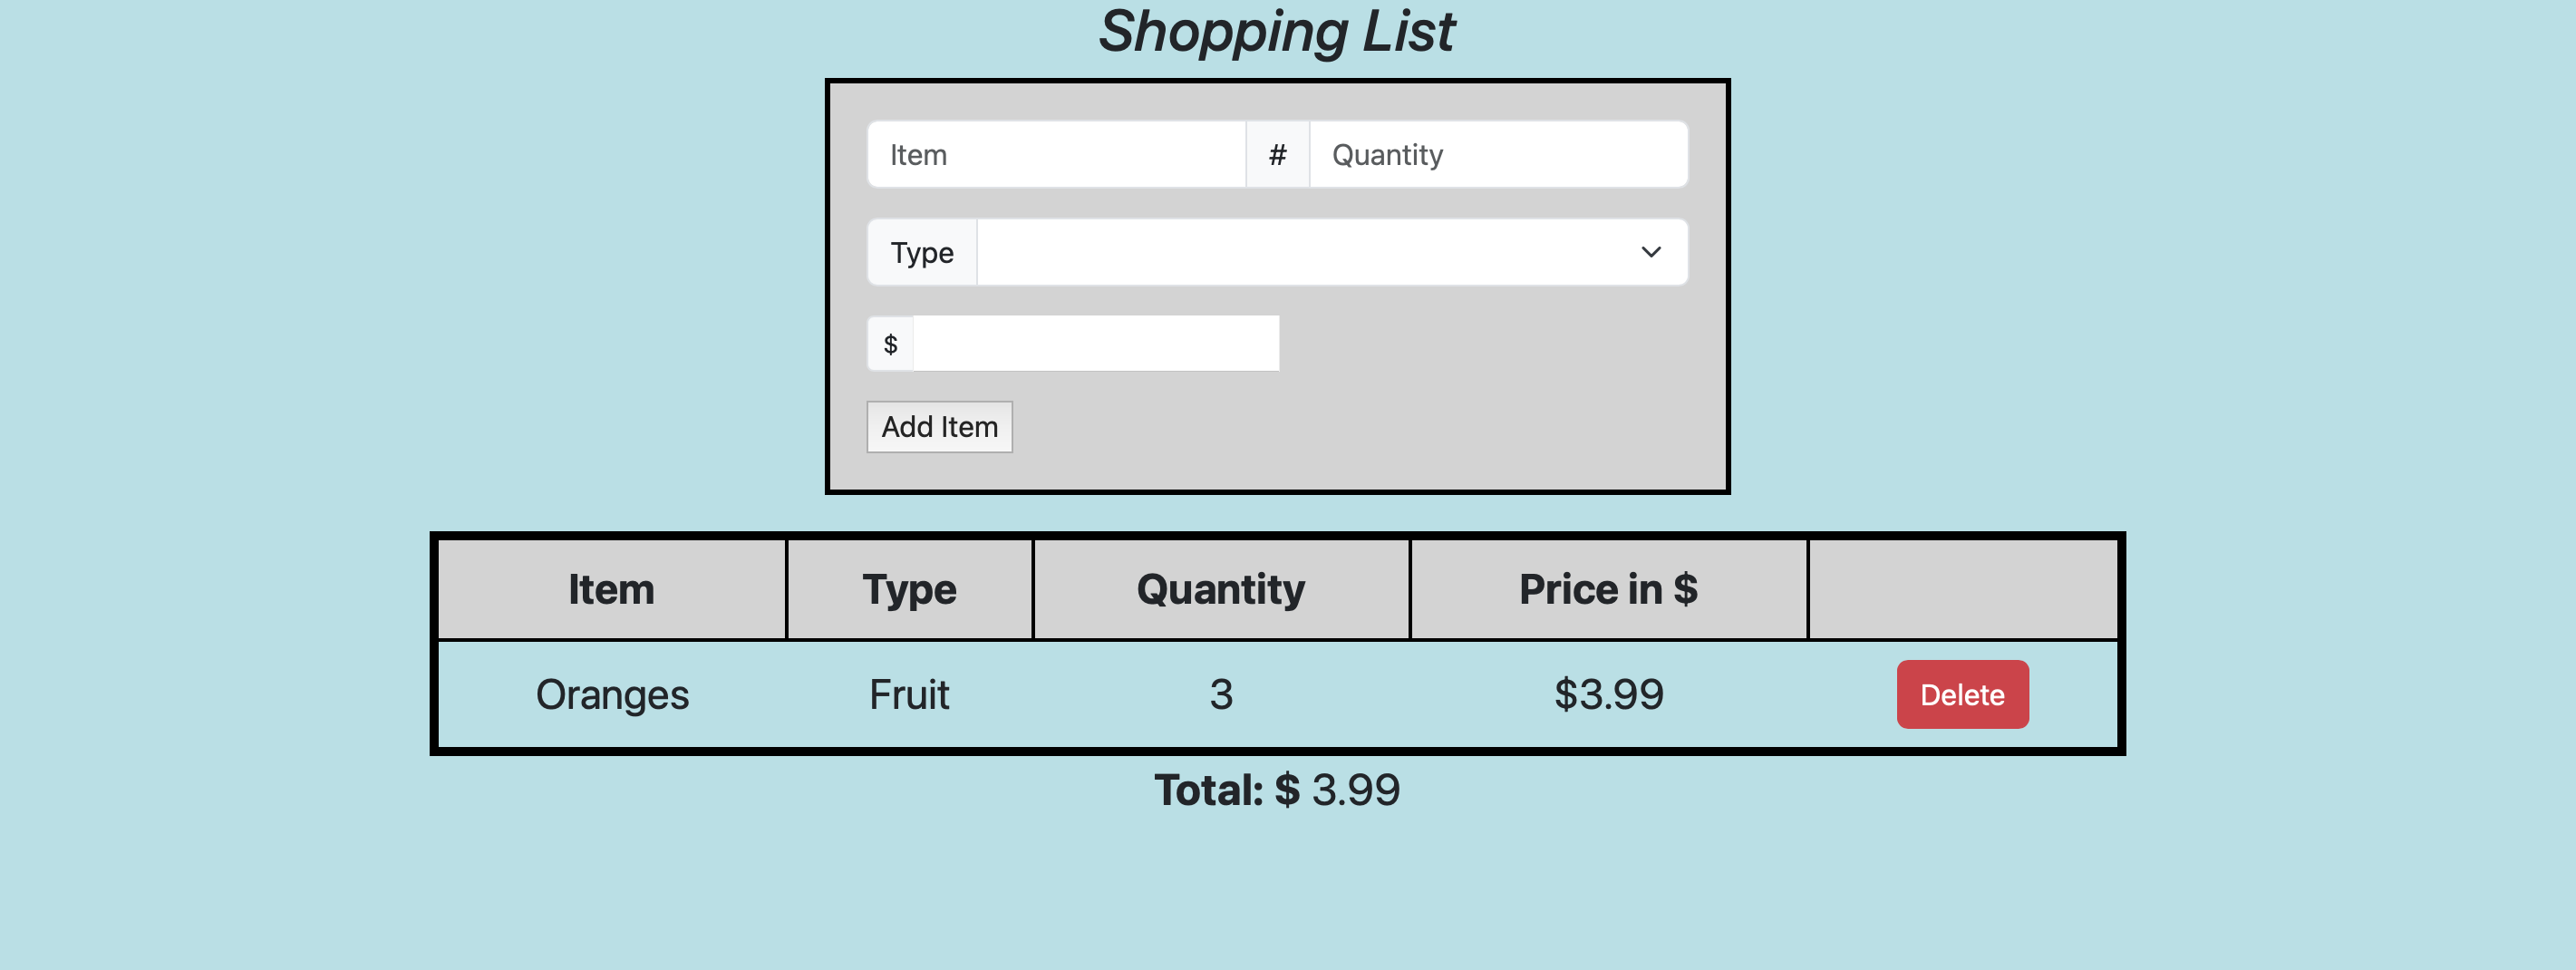 Shopping List
Item # Quantity
Type
$
Add Item
Item Type Quantity Price in $
Oranges Fruit 3 $3.99 Delete
Total: $ 3.99